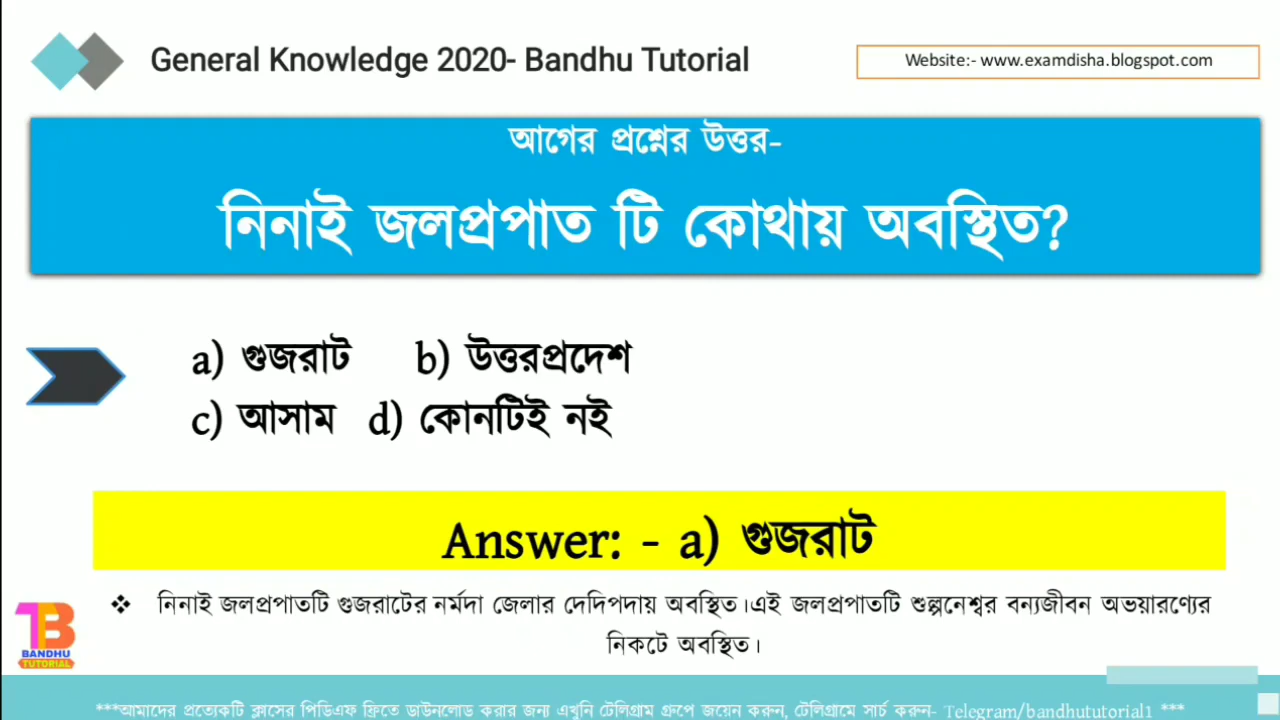 General Knowledge 2020- Bandhu Tutorial
Website:- www.examdisha.blogspot.com
আগের প্রশ্নের উত্তর-
নিনাই জলপ্রপাত টি কোথায় অবস্থিত?
a) গুজরাট b) উত্তরপ্রদেশ
c) আসাম d) কোনটিই নই
Answer: - a) গুজরাট
❖ নিনাই জলপ্রপাতটি গুজরাটের নর্মদা জেলার দেদিপদায় অবস্থিত।এই জলপ্রপাতটি শুল্পনেশ্বর বন্যজীবন অভয়ারণ্যের
নিকটে অবস্থিত।
TB
BANDHU
TUTORIAL
***আমাদের প্রত্যেকটি ক্লাসের পিডিএফ ফ্রিতে ডাউনলোড করার জন্য এখুনি টেলিগ্রাম গ্রুপে জয়েন করুন, টেলিগ্রামে সার্চ করুন- Telegram/bandhututorial1 ***